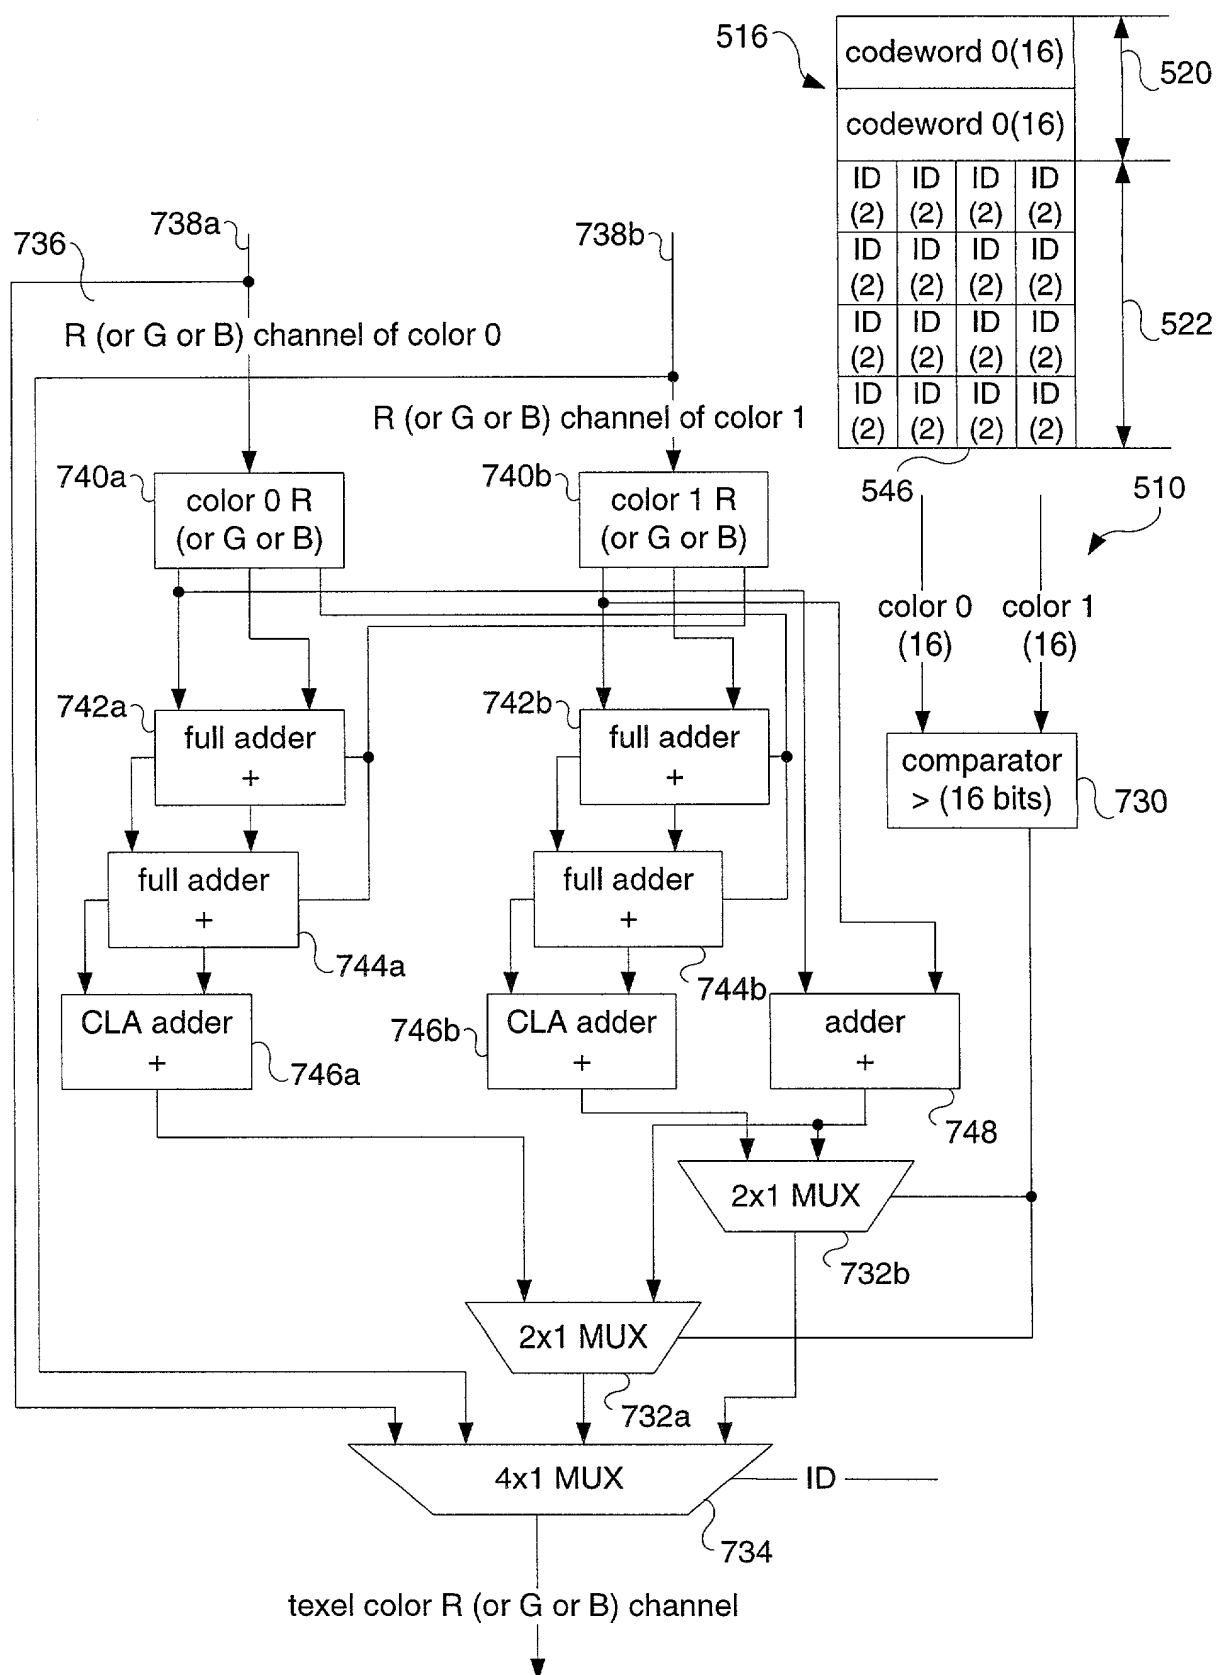 516
codeword 0(16)
520
codeword 0(16)
ID ID ID ID
(2) (2) (2) (2)
ID ID ID ID
(2) (2) (2) (2)
ID ID ID ID
(2) (2) (2) (2)
ID ID ID ID
(2) (2) (2) (2)
522
546
510
736
738a
738b
R (or G or B) channel of color 0
R (or G or B) channel of color 1
740a
color 0 R
(or G or B)
740b
color 1 R
(or G or B)
color 0
(16)
color 1
(16)
742a
full adder
+
742b
full adder
+
comparator
> (16 bits)
730
full adder
+
744a
full adder
+
744b
CLA adder
+
746a
746b
CLA adder
+
adder
+
748
2x1 MUX
732b
2x1 MUX
732a
4x1 MUX
ID
734
texel color R (or G or B) channel